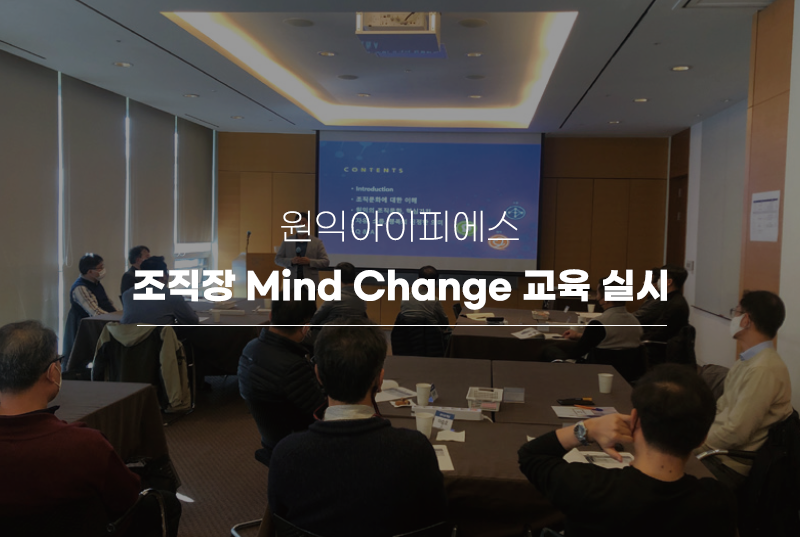 CONTENTS
- Introduction
- 조직문화에 대한 이해
원익아이피에스
조직장 Mind Change 교육 실시